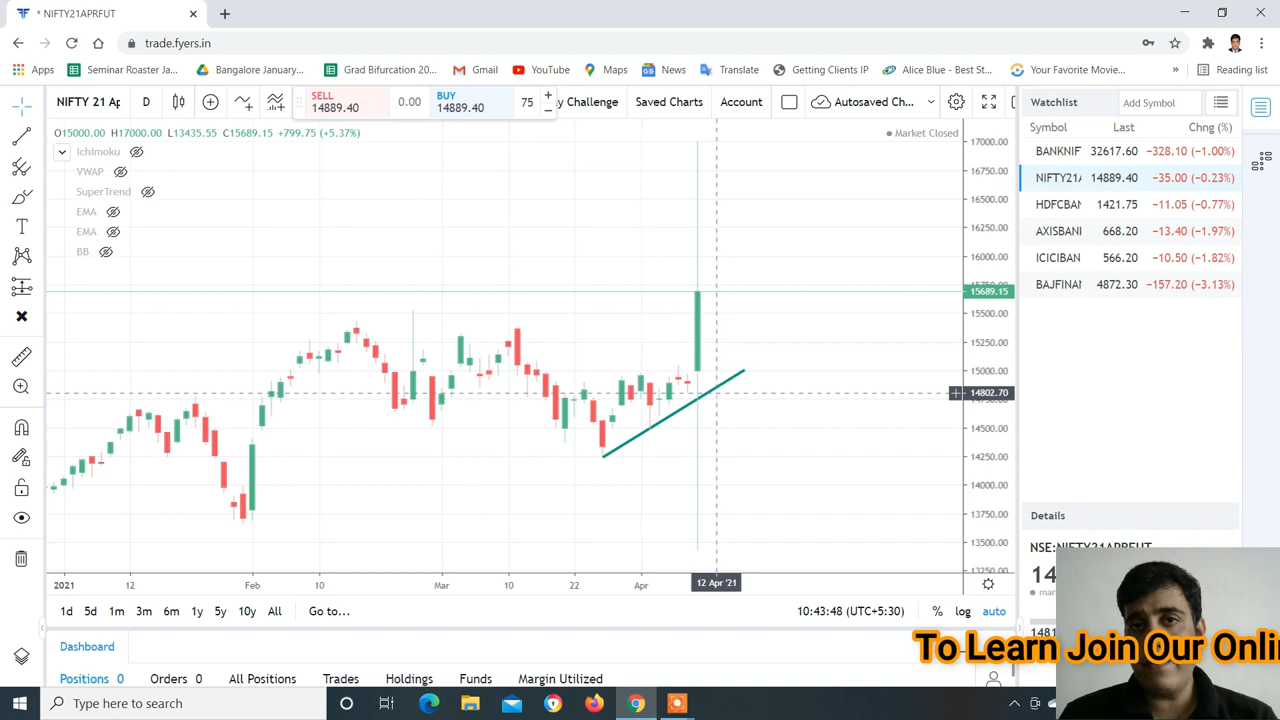 * NIFTY21APRFUT
trade.fyers.in
Apps
Seminar Roaster Ja...
Bangalore January...
Grad Bifurcation 20...
Gmail
YouTube
Maps
News
Translate
Getting Clients IP
Alice Blue - Best St...
Your Favorite Movie...
»
Reading list
NIFTY 21 Ap
D
SELL
14889.40
0.00
BUY
14889.40
75
y Challenge
Saved Charts
Account
Autosaved Ch...
O15000.00 H17000.00 L13435.55 C15689.15 +799.75 (+5.37%)
Market Closed
Ichimoku
VWAP
SuperTrend
EMA
EMA
BB
17000.00
16750.00
16500.00
16250.00
16000.00
15689.15
15500.00
15250.00
15000.00
14802.70
14500.00
14250.00
14000.00
13750.00
13500.00
13250.00
2021
12
Feb
10
Mar
10
22
Apr
12 Apr '21
1d 5d 1m 3m 6m 1y 5y 10y All Go to...
10:43:48 (UTC+5:30) % log auto
Dashboard
Positions 0 Orders 0 All Positions Trades Holdings Funds Margin Utilized
Watchlist
Add Symbol
Symbol Last Chng (%)
BANKNIF 32617.60 −328.10 (−1.00%)
NIFTY21A 14889.40 −35.00 (−0.23%)
HDFCBAN 1421.75 −11.05 (−0.77%)
AXISBANI 668.20 −13.40 (−1.97%)
ICICIBAN 566.20 −10.50 (−1.82%)
BAJFINAN 4872.30 −157.20 (−3.13%)
Details
NSE:NIFTY21APRFUT
To Learn Join Our Onli
Type here to search